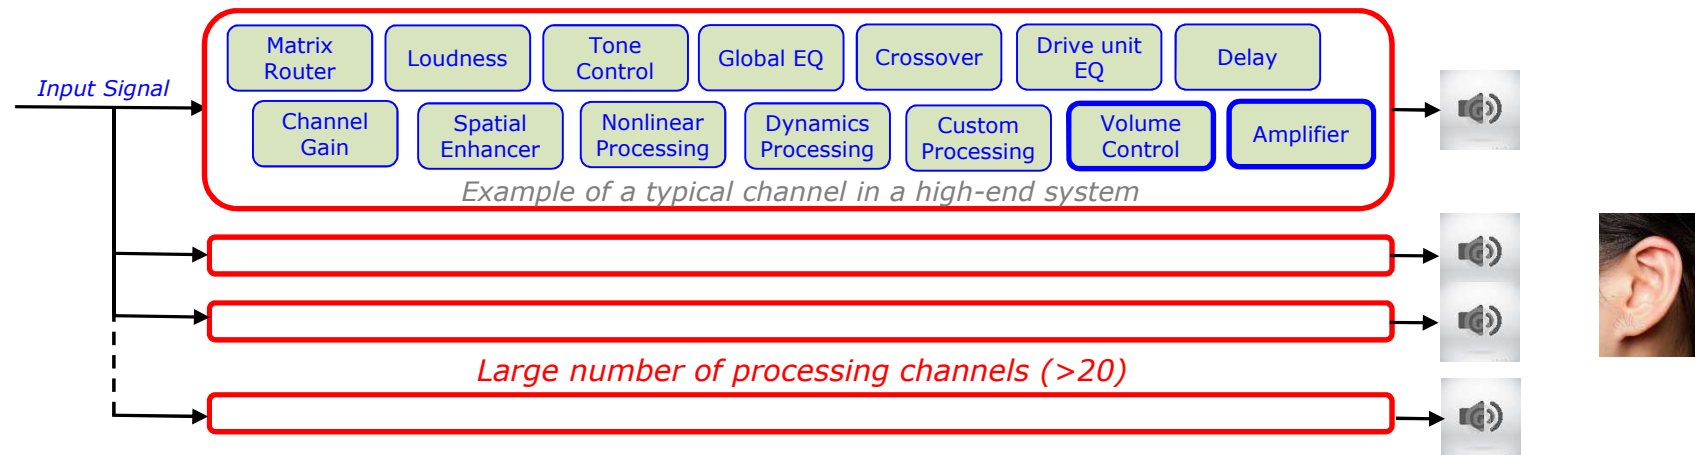 Matrix
Router
Loudness
Tone
Control
Global EQ
Crossover
Drive unit
EQ
Delay
Input Signal
Channel
Gain
Spatial
Enhancer
Nonlinear
Processing
Dynamics
Processing
Custom
Processing
Volume
Control
Amplifier
Example of a typical channel in a high-end system
Large number of processing channels (>20)